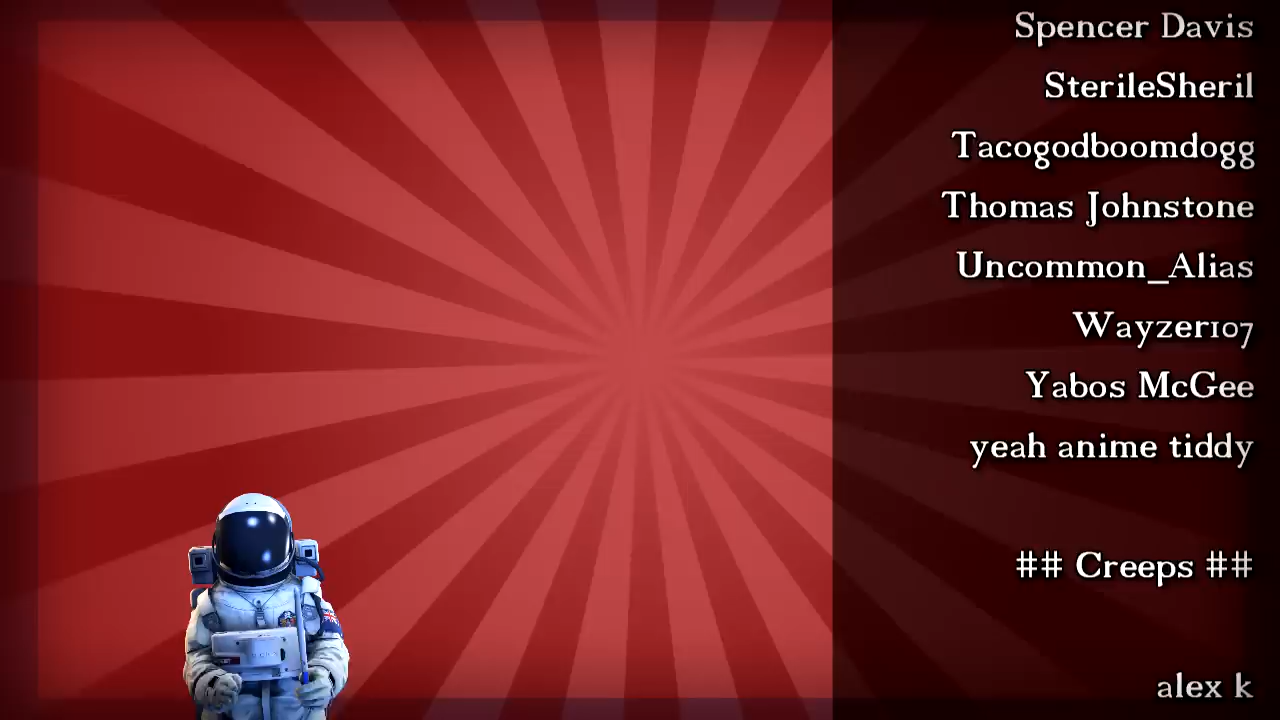 Spencer Davis
SterileSheril
Tacogodboomdogg
Thomas Johnstone
Uncommon_Alias
Wayzer107
Yabos McGee
yeah anime tiddy
## Creeps ##
alex k